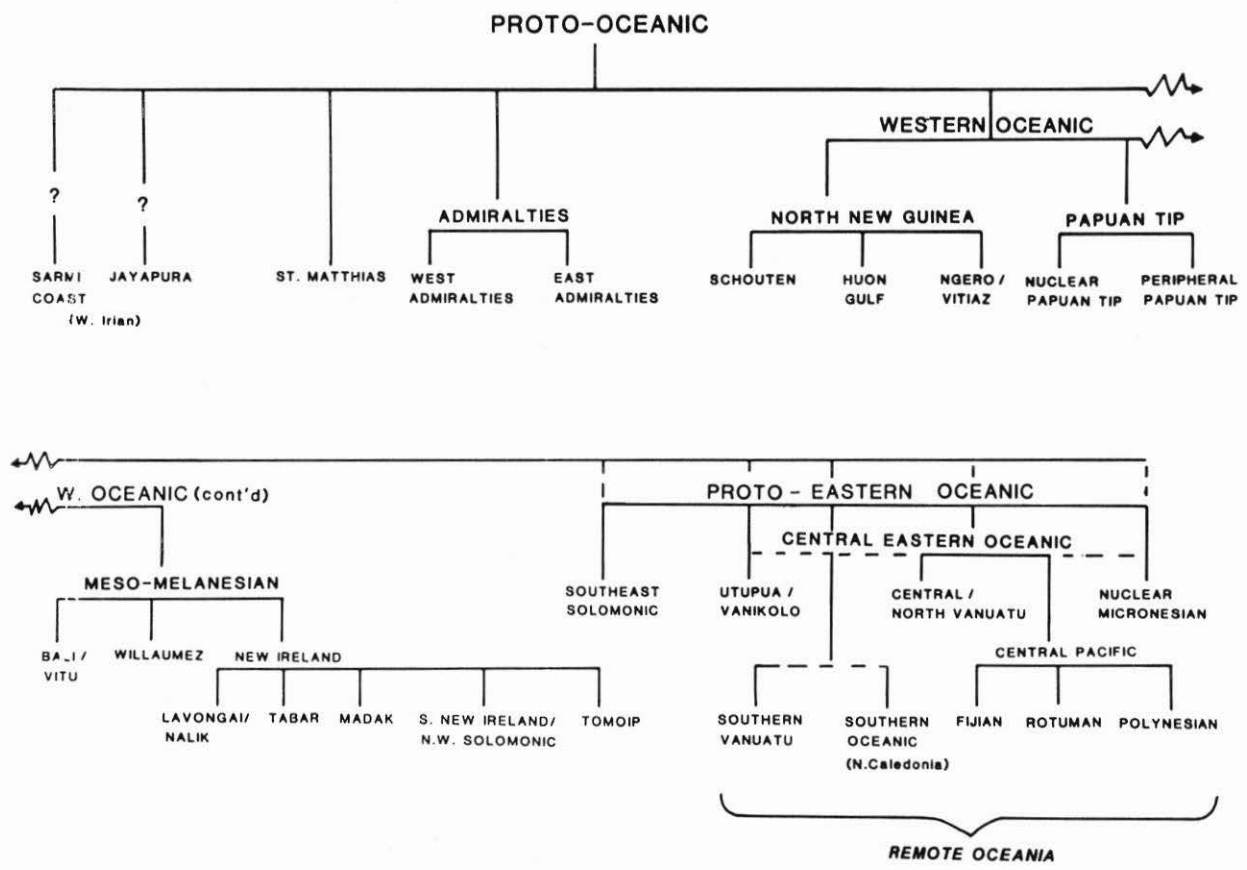 PROTO-OCEANIC
WESTERN OCEANIC
?
?
ADMIRALTIES
NORTH NEW GUINEA
PAPUAN TIP
SARMI
COAST
(W. Irian)
JAYAPURA
ST. MATTHIAS
WEST
ADMIRALTIES
EAST
ADMIRALTIES
SCHOUTEN
HUON
GULF
NGERO/
VITIAZ
NUCLEAR
PAPUAN TIP
PERIPHERAL
PAPUAN TIP
W. OCEANIC (cont'd)
PROTO - EASTERN OCEANIC
CENTRAL EASTERN OCEANIC
MESO-MELANESIAN
SOUTHEAST
SOLOMONIC
UTUPUA/
VANIKOLO
CENTRAL/
NORTH VANUATU
NUCLEAR
MICRONESIAN
BALI/
VITU
WILLAUMEZ
NEW IRELAND
CENTRAL PACIFIC
LAVONGAI/
NALIK
TABAR
MADAK
S. NEW IRELAND/
N.W. SOLOMONIC
TOMOIP
SOUTHERN
VANUATU
SOUTHERN
OCEANIC
(N.Caledonia)
FIJIAN
ROTUMAN
POLYNESIAN
REMOTE OCEANIA